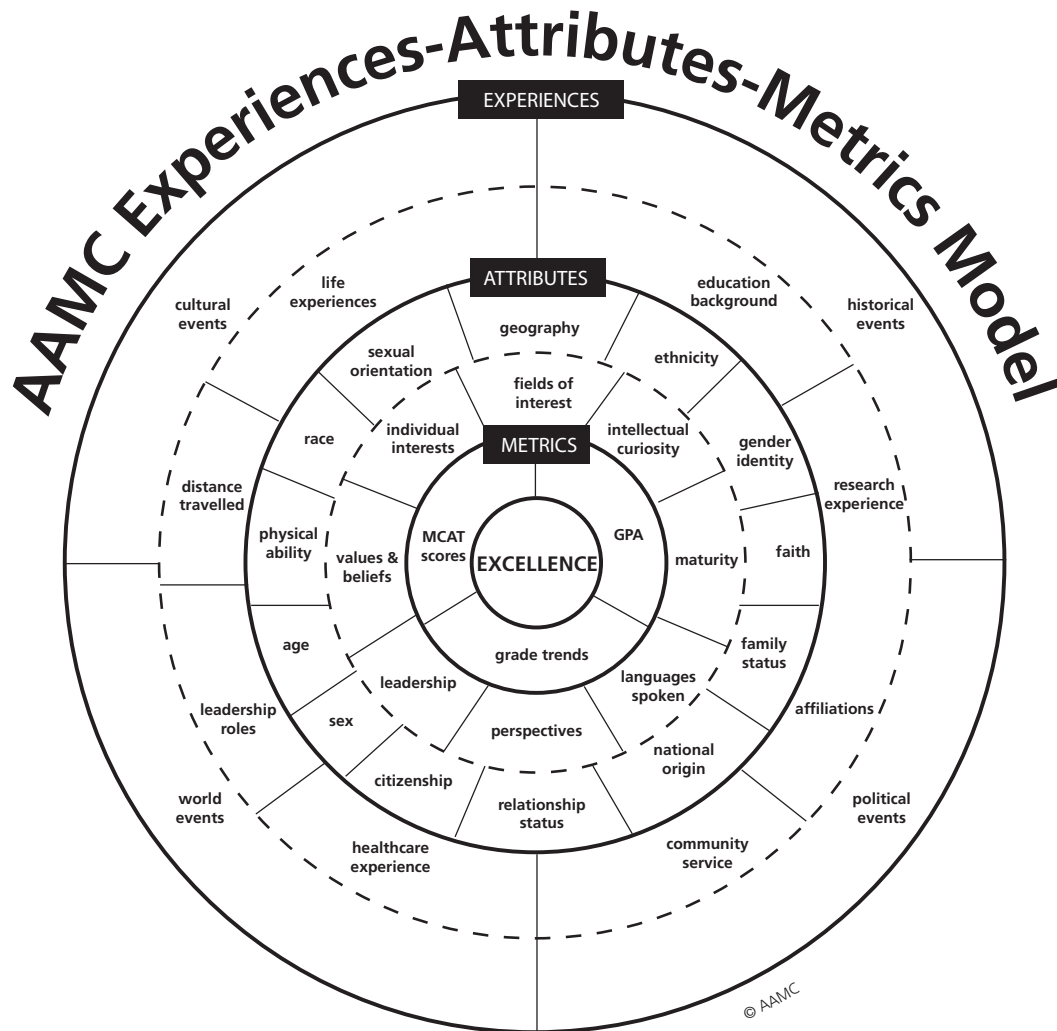 AAMC Experiences-Attributes-Metrics Model
EXPERIENCES
cultural
events
historical
events
political
events
world
events
life
experiences
education
background
research
experience
affiliations
community
service
healthcare
experience
leadership
roles
distance
travelled
ATTRIBUTES
geography
ethnicity
gender
identity
faith
family
status
national
origin
relationship
status
citizenship
sex
age
physical
ability
race
sexual
orientation
fields of
interest
intellectual
curiosity
maturity
languages
spoken
perspectives
leadership
values &
beliefs
individual
interests
METRICS
GPA
grade trends
MCAT
scores
EXCELLENCE
© AAMC